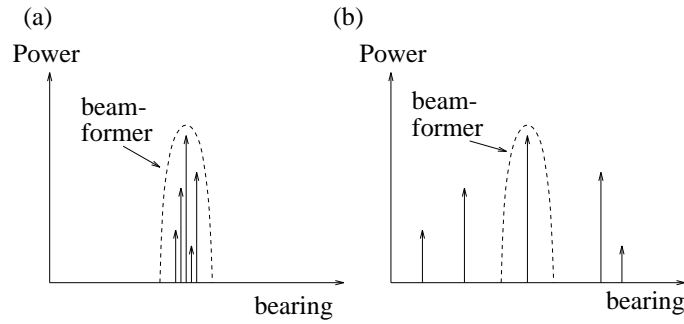 (a)
Power
beam-
former
bearing
(b)
Power
beam-
former
bearing